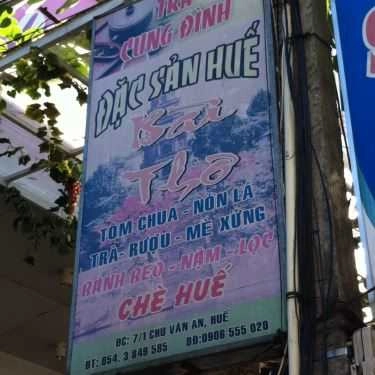 TRÀ
CUNG ĐÌNH
ĐẶC SẢN HUẾ
Bài
Thơ
TÔM CHUA - NÓN LÁ
TRÀ - RƯỢU - MÈ XỬNG
BÁNH BÈO - NẬM - LỌC
CHÈ HUẾ
ĐC: 7/1 CHU VĂN AN, HUẾ
ĐT: 054. 3 849 585 DĐ: 0906 555 020